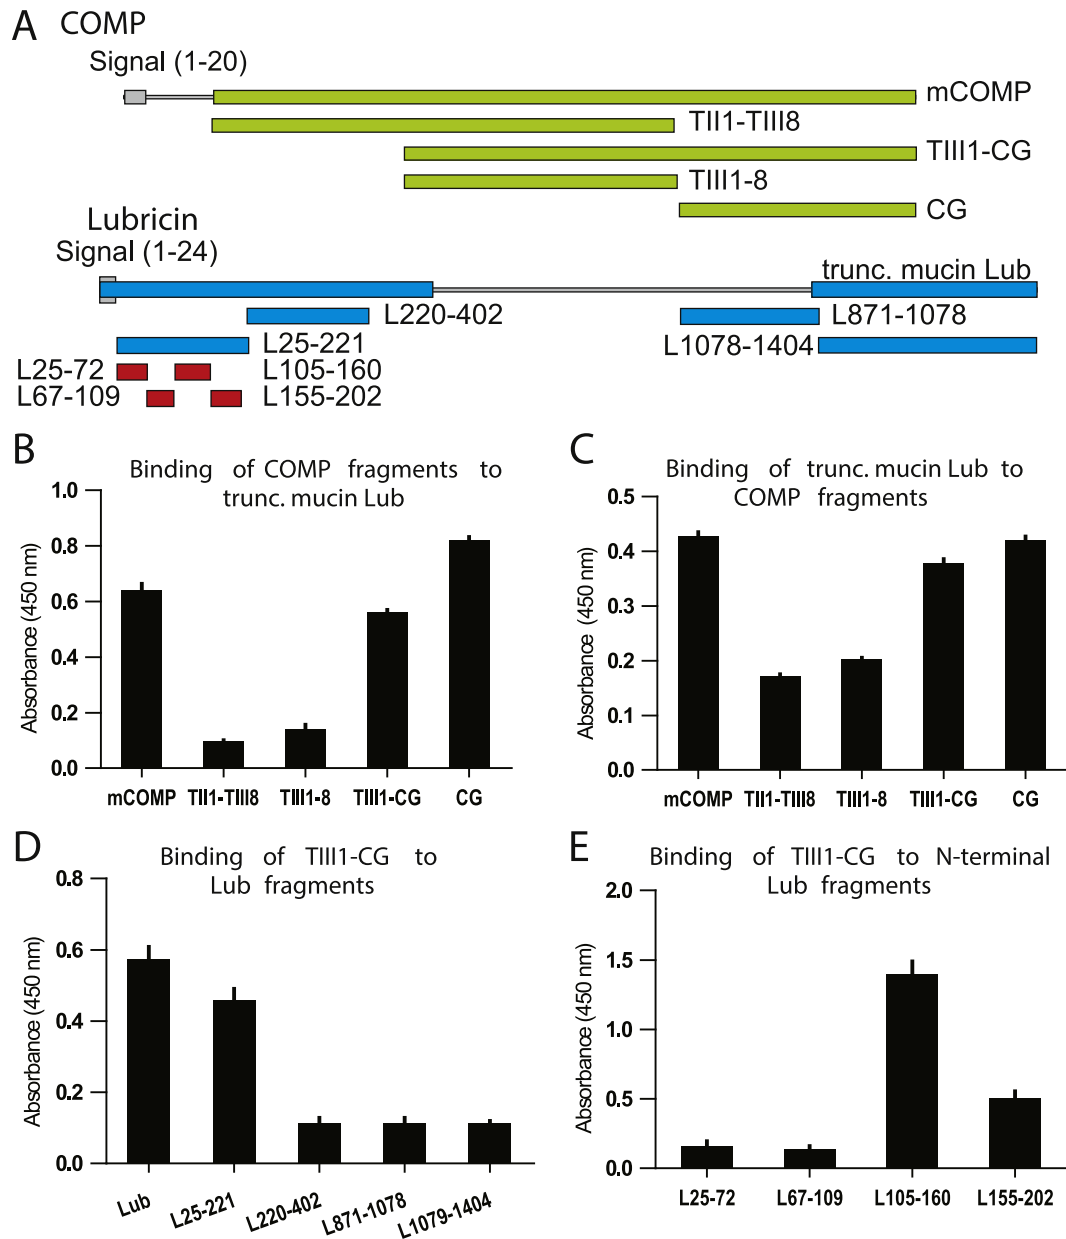 A COMP
Signal (1-20)
mCOMP
TII1-TIII8
TIII1-CG
TIII1-8
CG
Lubricin
Signal (1-24)
trunc. mucin Lub
L220-402
L871-1078
L25-221
L1078-1404
L25-72
L105-160
L67-109
L155-202
B
Binding of COMP fragments to
trunc. mucin Lub
Absorbance (450 nm)
1.0
0.8
0.6
0.4
0.2
0.0
mCOMP TII1-TIII8 TIII1-8 TIII1-CG CG
C
Binding of trunc. mucin Lub to
COMP fragments
Absorbance (450 nm)
0.5
0.4
0.3
0.2
0.1
0.0
mCOMP TII1-TIII8 TIII1-8 TIII1-CG CG
D
Binding of TIII1-CG to
Lub fragments
Absorbance (450 nm)
0.8
0.6
0.4
0.2
0.0
Lub L25-221 L220-402 L871-1078 L1079-1404
E
Binding of TIII1-CG to N-terminal
Lub fragments
Absorbance (450 nm)
2.0
1.5
1.0
0.5
0.0
L25-72 L67-109 L105-160 L155-202